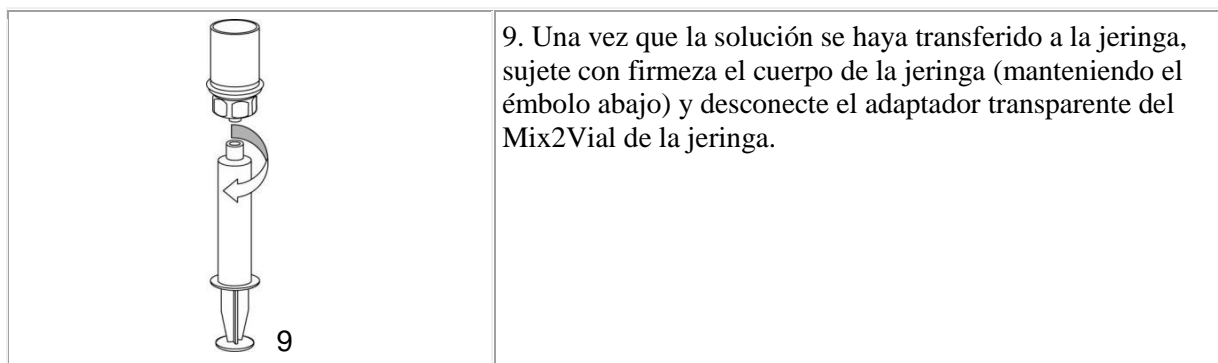 9. Una vez que la solución se haya transferido a la jeringa,
sujete con firmeza el cuerpo de la jeringa (manteniendo el
émbolo abajo) y desconecte el adaptador transparente del
Mix2Vial de la jeringa.
9